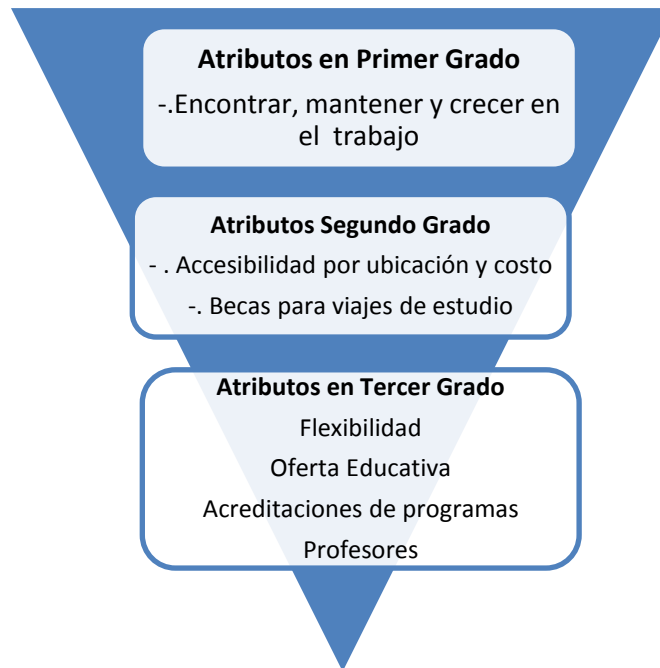 Atributos en Primer Grado
-.Encontrar, mantener y crecer en
el trabajo
Atributos Segundo Grado
- . Accesibilidad por ubicación y costo
-. Becas para viajes de estudio
Atributos en Tercer Grado
Flexibilidad
Oferta Educativa
Acreditaciones de programas
Profesores